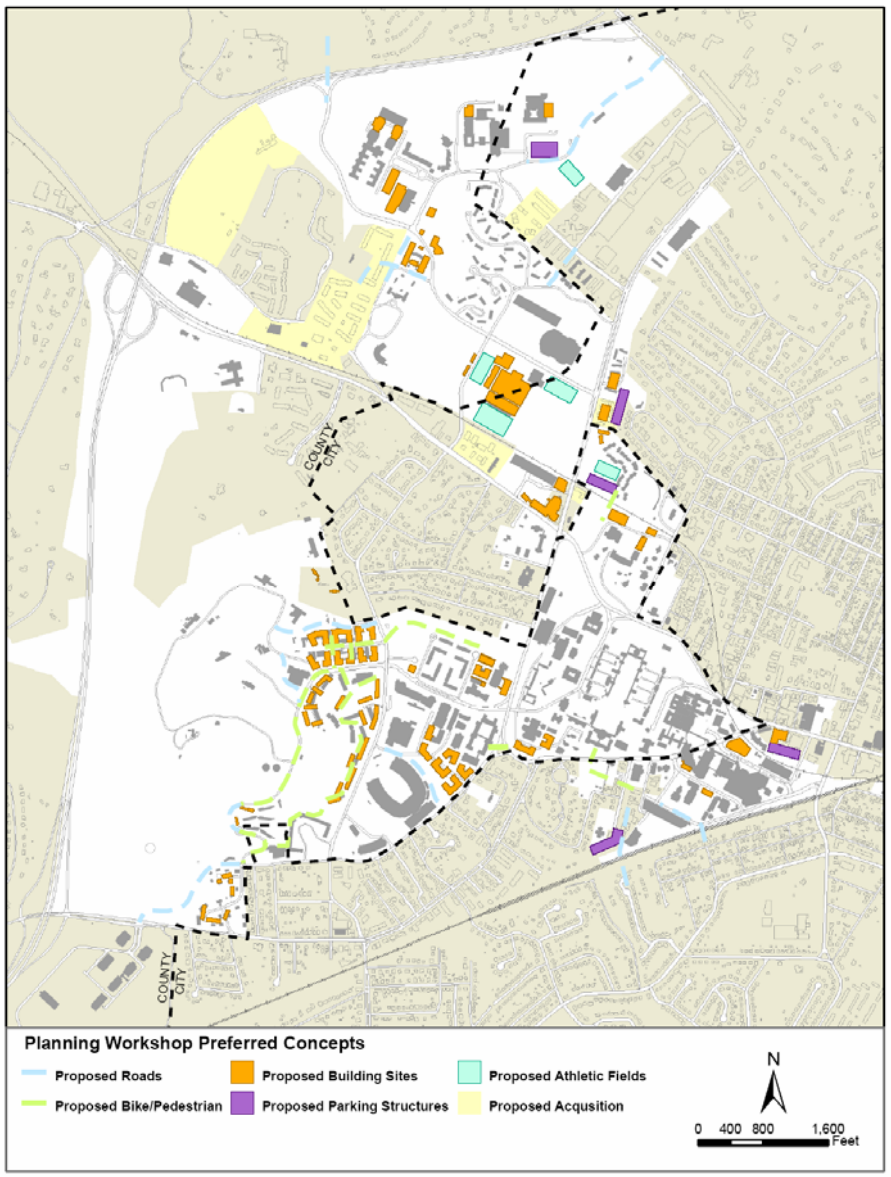 COUNTY
CITY
COUNTY
CITY
Planning Workshop Preferred Concepts
Proposed Roads
Proposed Building Sites
Proposed Athletic Fields
Proposed Bike/Pedestrian
Proposed Parking Structures
Proposed Acqusition
N
0 400 800 1,600
Feet